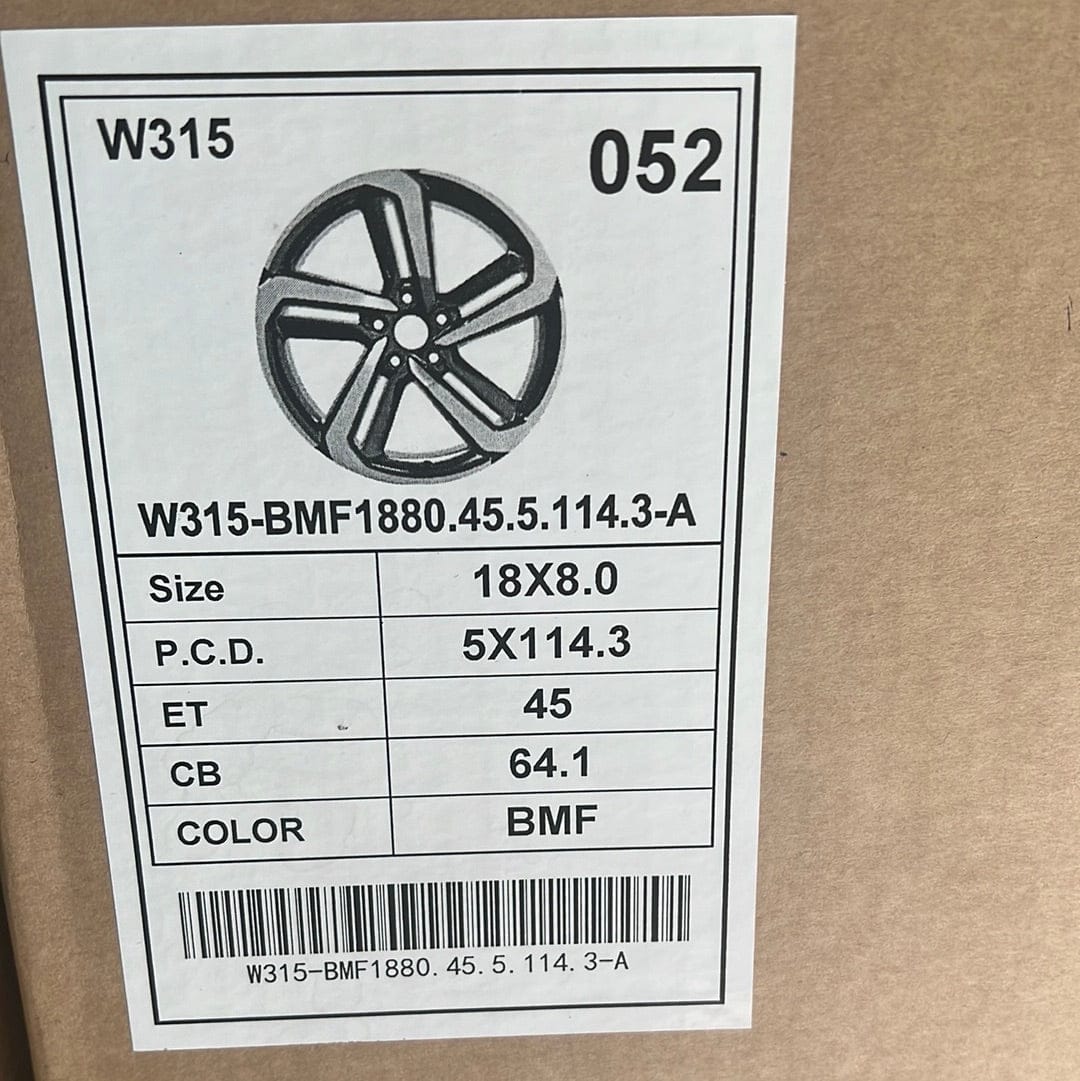 W315
052
W315-BMF1880.45.5.114.3-A
Size 18X8.0
P.C.D. 5X114.3
ET 45
CB 64.1
COLOR BMF
W315-BMF1880.45.5.114.3-A